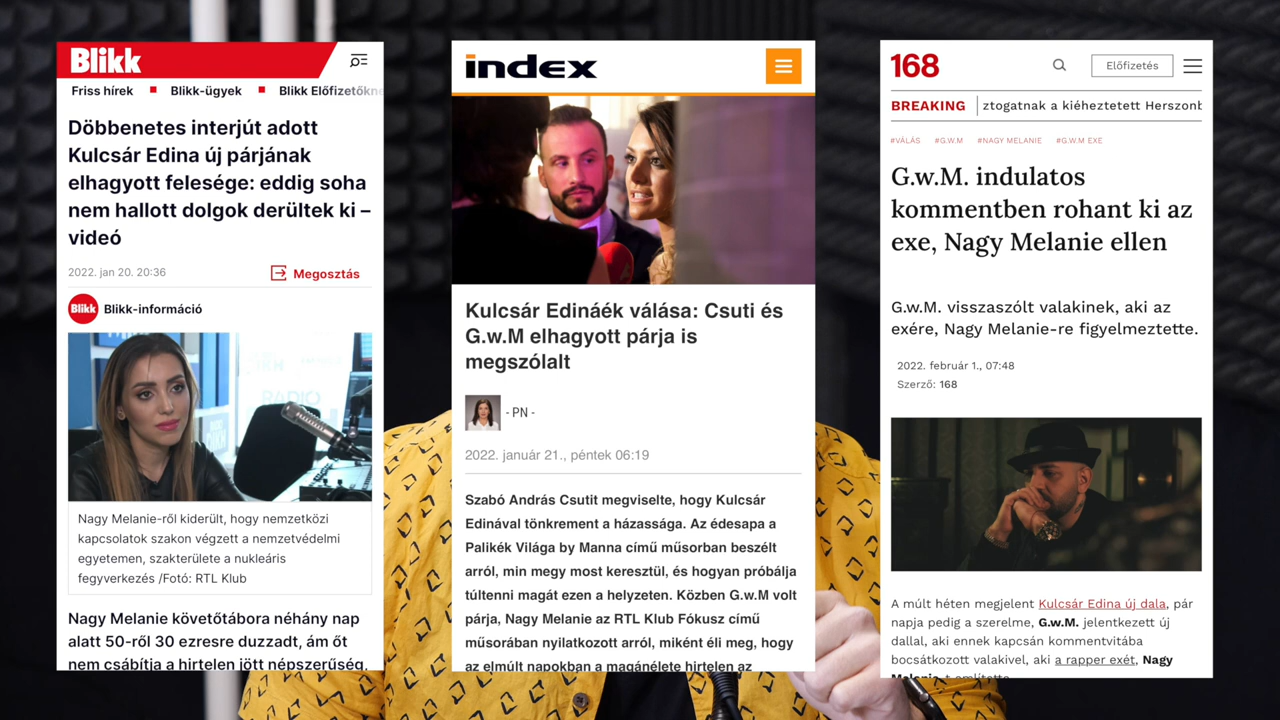 Blikk
Friss hírek
Blikk-ügyek
Blikk Előfizetőkne
Döbbenetes interjút adott
Kulcsár Edina új párjának
elhagyott felesége: eddig soha
nem hallott dolgok derültek ki –
videó
2022. jan 20. 20:36
Megosztás
Blikk
Blikk-információ
Nagy Melanie-ről kiderült, hogy nemzetközi
kapcsolatok szakon végzett a nemzetvédelmi
egyetemen, szakterülete a nukleáris
fegyverkezés /Fotó: RTL Klub
Nagy Melanie követőtábora néhány nap
alatt 50-ről 30 ezresre duzzadt, ám őt
nem csábítja a hirtelen jött népszerűség.
index
Kulcsár Edináék válása: Csuti és
G.w.M elhagyott párja is
megszólalt
- PN -
2022. január 21., péntek 06:19
Szabó András Csutit megviselte, hogy Kulcsár
Edinával tönkrement a házassága. Az édesapa a
Palikék Világa by Manna című műsorban beszélt
arról, min megy most keresztül, és hogyan próbálja
túltenni magát ezen a helyzeten. Közben G.w.M volt
párja, Nagy Melanie az RTL Klub Fókusz című
műsorában nyilatkozott arról, miként éli meg, hogy
az elmúlt napokban a magánélete hirtelen az
168
Előfizetés
BREAKING
ztogatnak a kiéheztetett Herszonb
#VÁLÁS #G.W.M #NAGY MELANIE #G.W.M EXE
G.w.M. indulatos
kommentben rohant ki az
exe, Nagy Melanie ellen
G.w.M. visszaszólt valakinek, aki az
exére, Nagy Melanie-re figyelmeztette.
2022. február 1., 07:48
Szerző: 168
A múlt héten megjelent Kulcsár Edina új dala, pár
napja pedig a szerelme, G.w.M. jelentkezett új
dallal, aki ennek kapcsán kommentvitába
bocsátkozott valakivel, aki a rapper exét, Nagy